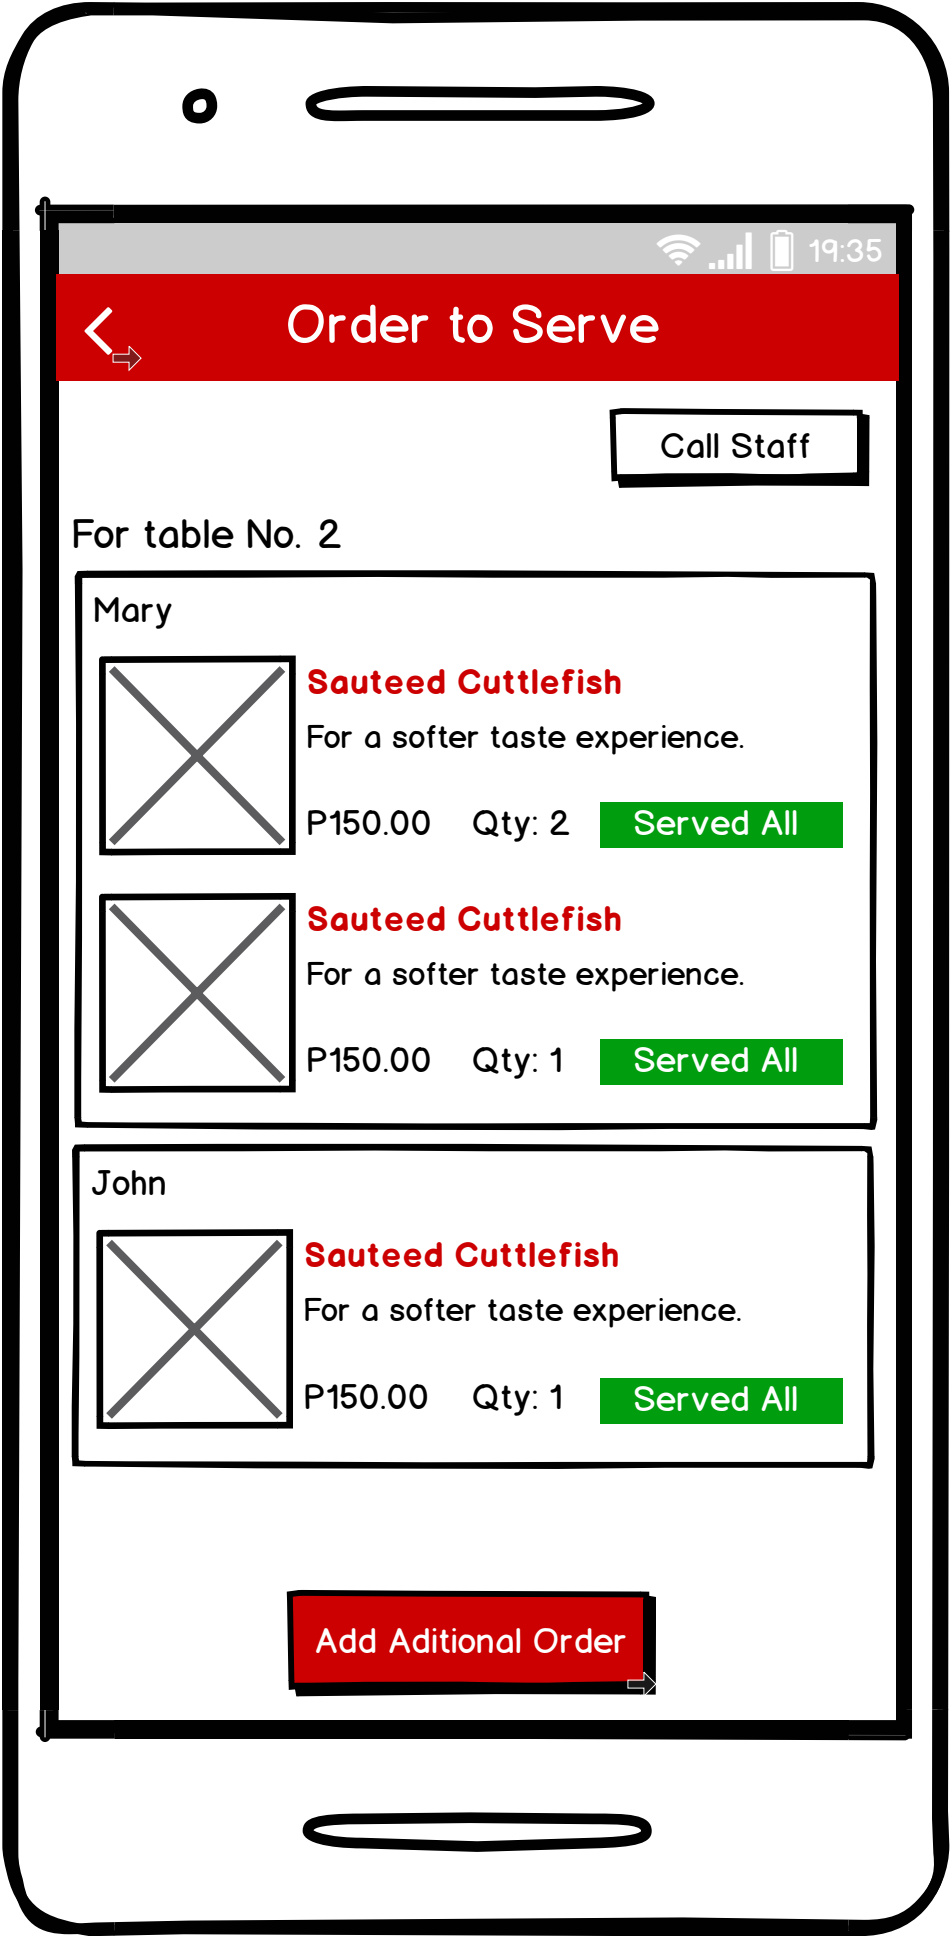 19:35
Order to Serve
Call Staff
For table No. 2
Mary
Sauteed Cuttlefish
For a softer taste experience.
P150.00 Qty: 2 Served All
Sauteed Cuttlefish
For a softer taste experience.
P150.00 Qty: 1 Served All
John
Sauteed Cuttlefish
For a softer taste experience.
P150.00 Qty: 1 Served All
Add Aditional Order